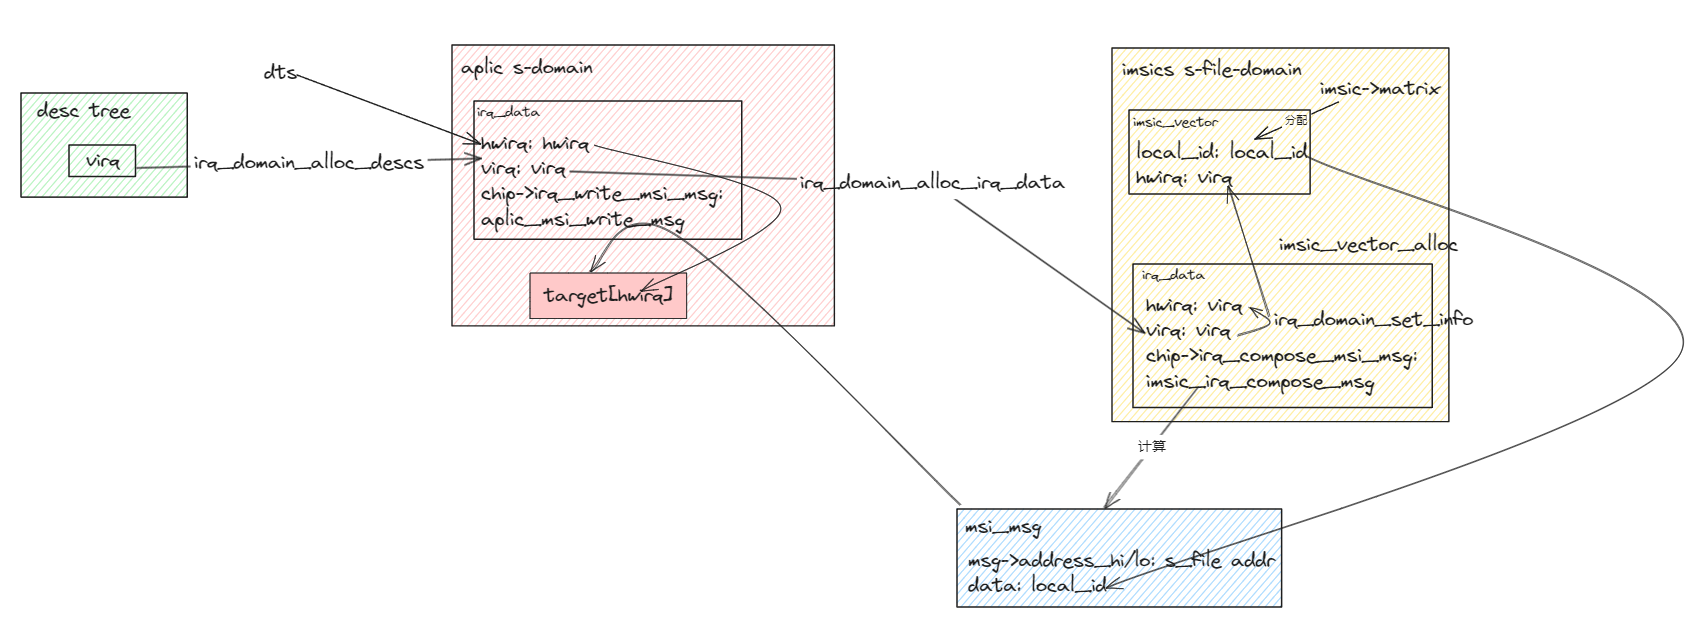 dts
desc tree
virq
irq_domain_alloc_descs
aplic s-domain
irq_data
hwirq: hwirq
virq: virq
chip->irq_write_msi_msg:
aplic_msi_write_msg
target[hwirq]
irq_domain_alloc_irq_data
imsics s-file-domain
imsic->matrix
分配
imsic_vector
local_id: local_id
hwirq: virq
imsic_vector_alloc
irq_data
hwirq: virq
virq: virq
irq_domain_set_info
chip->irq_compose_msi_msg:
imsic_irq_compose_msg
计算
msi_msg
msg->address_hi/lo: s_file addr
data: local_id